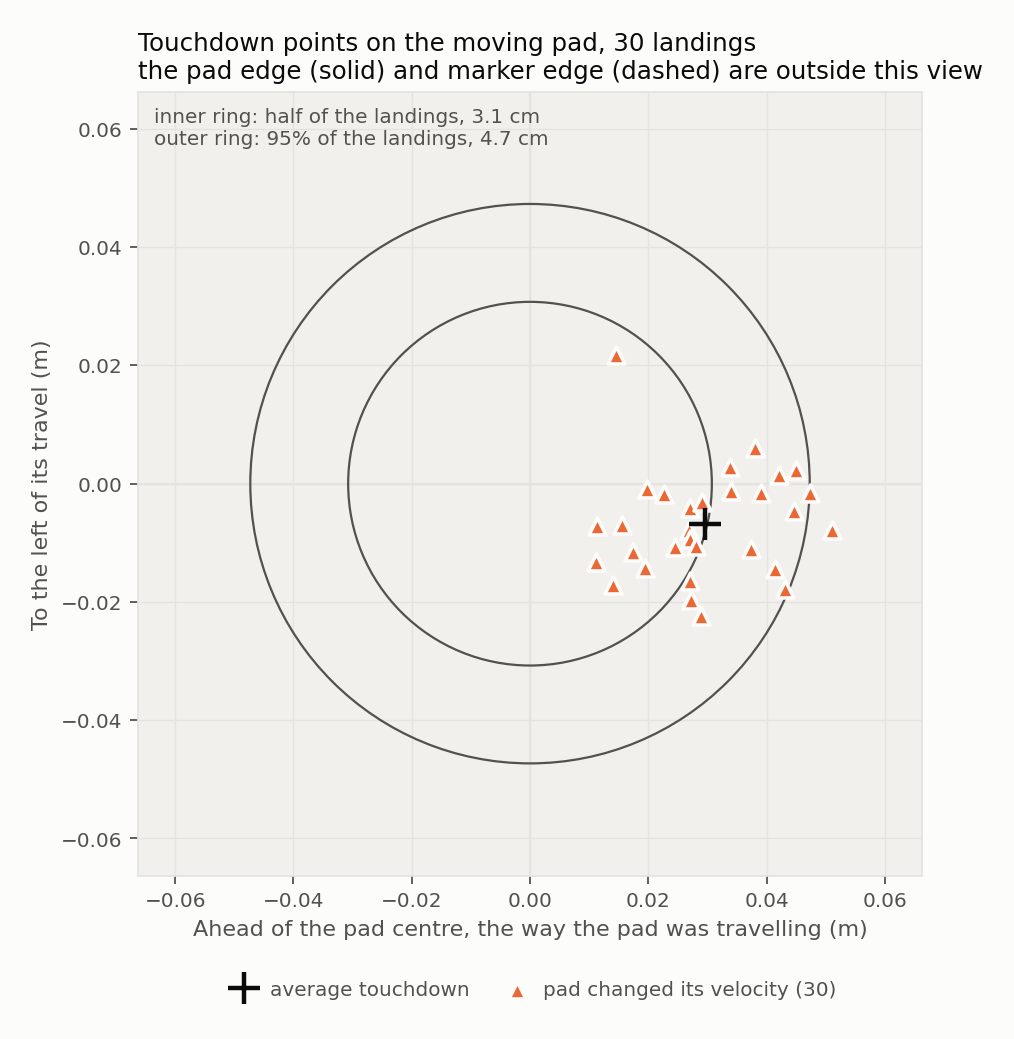 Touchdown points on the moving pad, 30 landings
the pad edge (solid) and marker edge (dashed) are outside this view
inner ring: half of the landings, 3.1 cm
outer ring: 95% of the landings, 4.7 cm
To the left of its travel (m)
0.06
0.04
0.02
0.00
−0.02
−0.04
−0.06
−0.06 −0.04 −0.02 0.00 0.02 0.04 0.06
Ahead of the pad centre, the way the pad was travelling (m)
average touchdown pad changed its velocity (30)